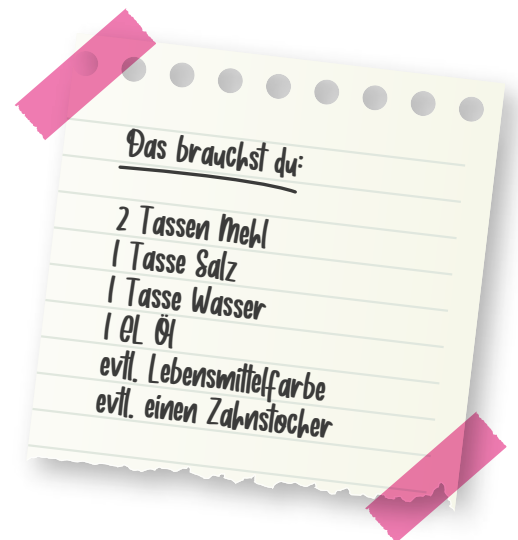 Das brauchst du:
2 Tassen Mehl
1 Tasse Salz
1 Tasse Wasser
1 EL Öl
evtl. Lebensmittelfarbe
evtl. einen Zahnstocher